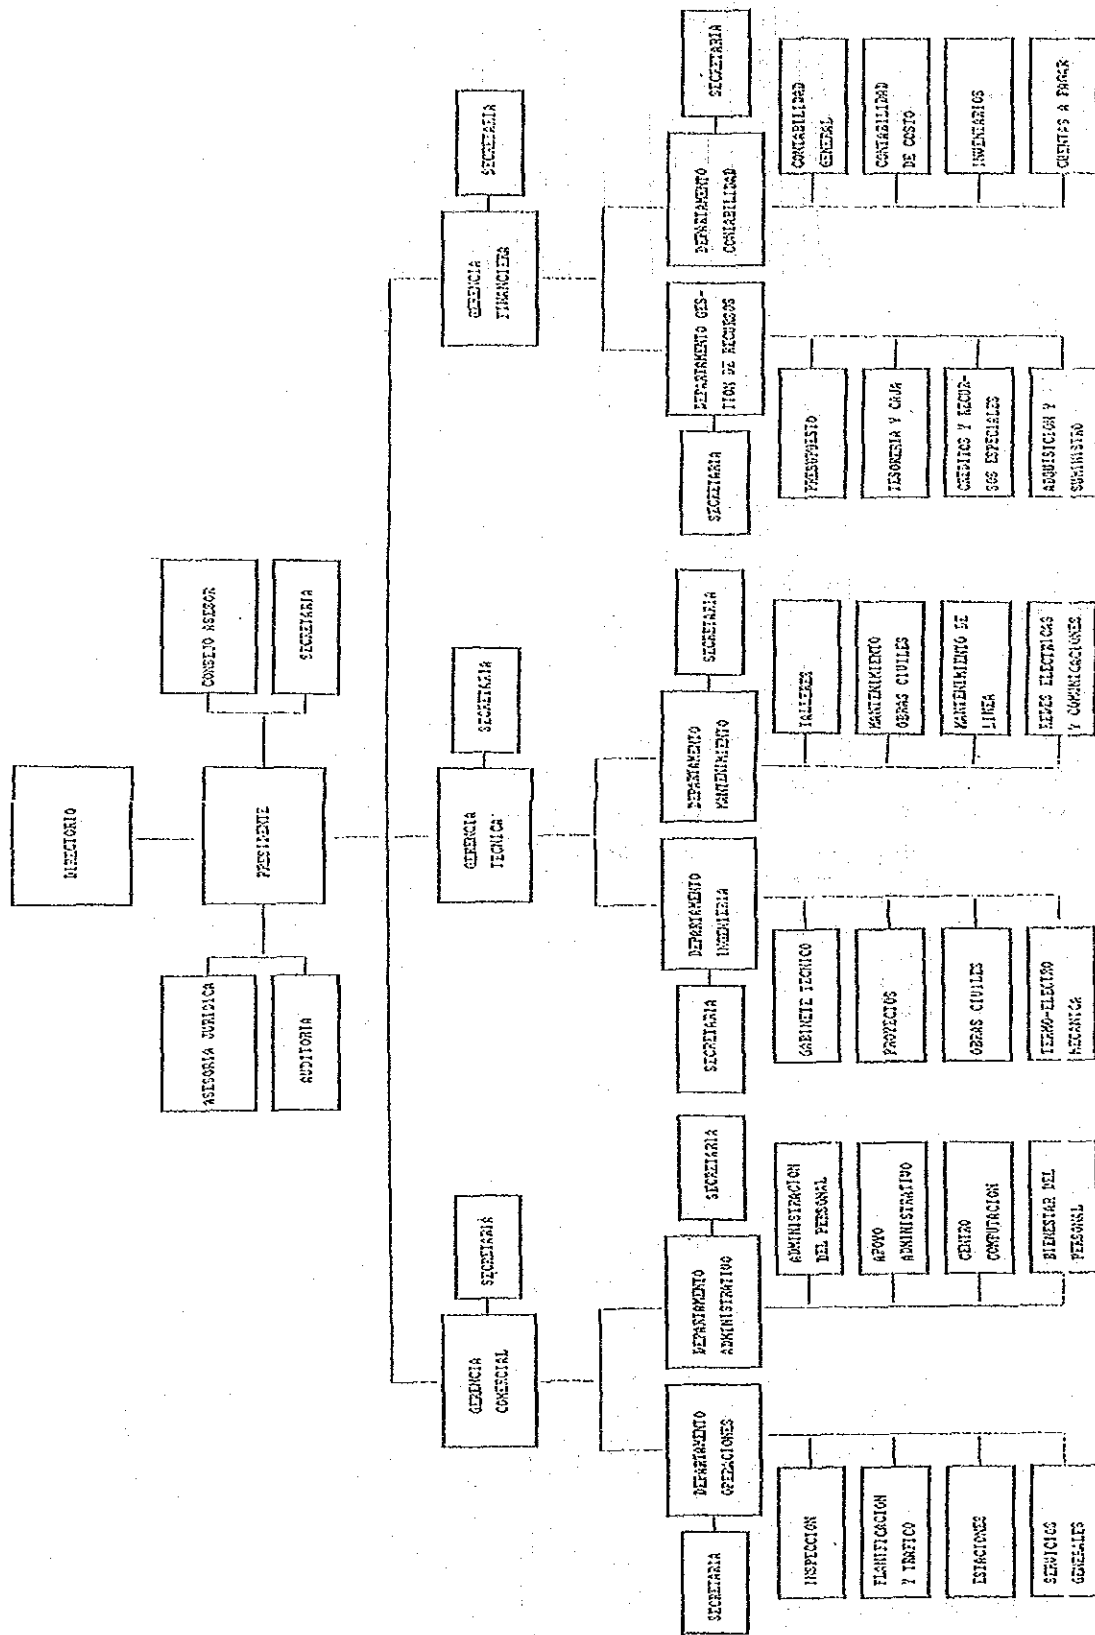 DIRECTORIO
ASESORIA JURIDICA
CONSEJO ASESOR
PRESIDENTE
AUDITORIA
SECRETARIA
GERENCIA
COMERCIAL
SECRETARIA
GERENCIA
TECNICA
SECRETARIA
GERENCIA
FINANCIERA
SECRETARIA
SECRETARIA
DEPARTAMENTO
OPERACIONES
DEPARTAMENTO
ADMINISTRATIVO
SECRETARIA
SECRETARIA
DEPARTAMENTO
INGENIERIA
DEPARTAMENTO
MANTENIMIENTO
SECRETARIA
SECRETARIA
DEPARTAMENTO GES-
TION DE RECURSOS
DEPARTAMENTO
CONTABILIDAD
SECRETARIA
INSPECCION
PLANIFICACION
Y TRAFICO
ESTACIONES
SERVICIOS
GENERALES
ADMINISTRACION
DEL PERSONAL
APOYO
ADMINISTRATIVO
CENTRO
COMPUTACION
BIENESTAR DEL
PERSONAL
GABINETE TECNICO
PROYECTOS
OBRAS CIVILES
TERMO-ELECTRO
MECANICA
TALLERES
MANTENIMIENTO
OBRAS CIVILES
MANTENIMIENTO DE
LINEA
REDES ELECTRICAS
Y COMUNICACIONES
PRESUPUESTO
TESORERIA Y CAJA
CREDITOS Y RECUR-
SOS ESPECIALES
ADQUISICION Y
SUMINISTRO
CONTABILIDAD
GENERAL
CONTABILIDAD
DE COSTO
INVENTARIOS
CUENTAS A PAGAR